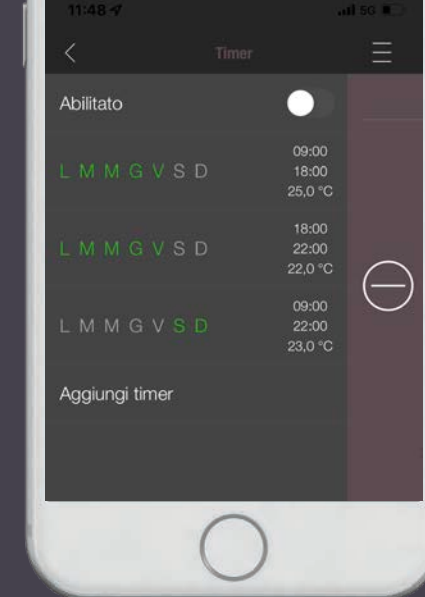 11:48
5G
Timer
Abilitato
L M M G V S D
09:00
18:00
25,0 °C
L M M G V S D
18:00
22:00
22,0 °C
L M M G V S D
09:00
22:00
23,0 °C
Aggiungi timer